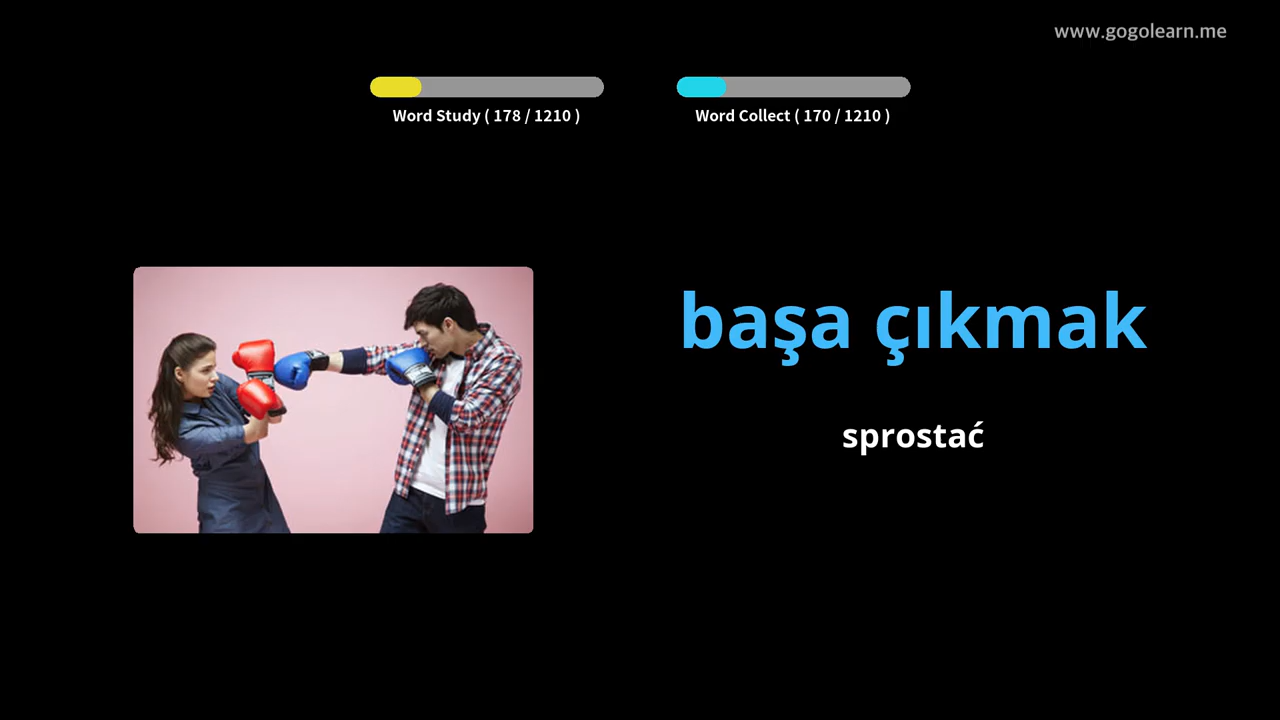 www.gogolearn.me
Word Study ( 178 / 1210 )
Word Collect ( 170 / 1210 )
başa çıkmak
sprostać